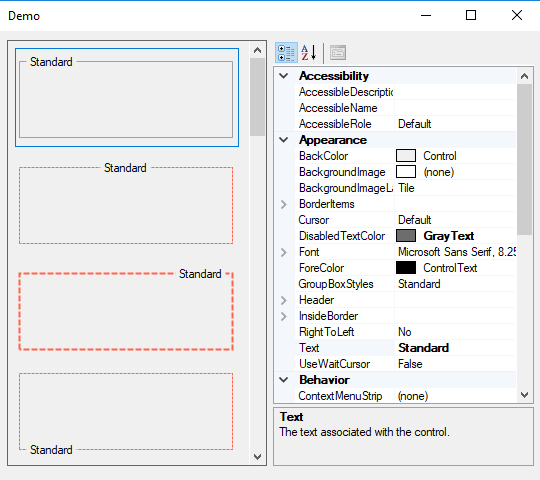 Demo
Standard
Standard
Standard
Standard
Accessibility
AccessibleDescriptic
AccessibleName
AccessibleRole Default
Appearance
BackColor Control
BackgroundImage (none)
BackgroundImageLa Tile
BorderItems
Cursor Default
DisabledTextColor GrayText
Font Microsoft Sans Serif, 8.25
ForeColor ControlText
GroupBoxStyles Standard
Header
InsideBorder
RightToLeft No
Text Standard
UseWaitCursor False
Behavior
ContextMenuStrip (none)
Text
The text associated with the control.